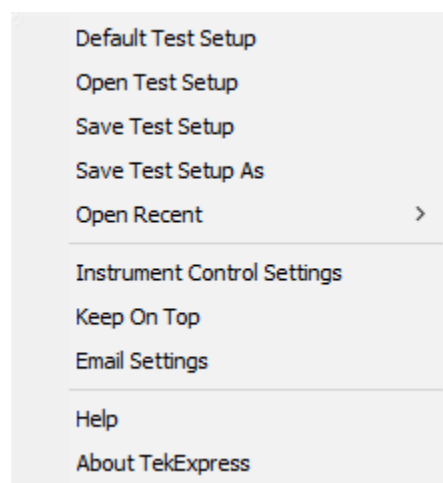 Default Test Setup
Open Test Setup
Save Test Setup
Save Test Setup As
Open Recent >
Instrument Control Settings
Keep On Top
Email Settings
Help
About TekExpress